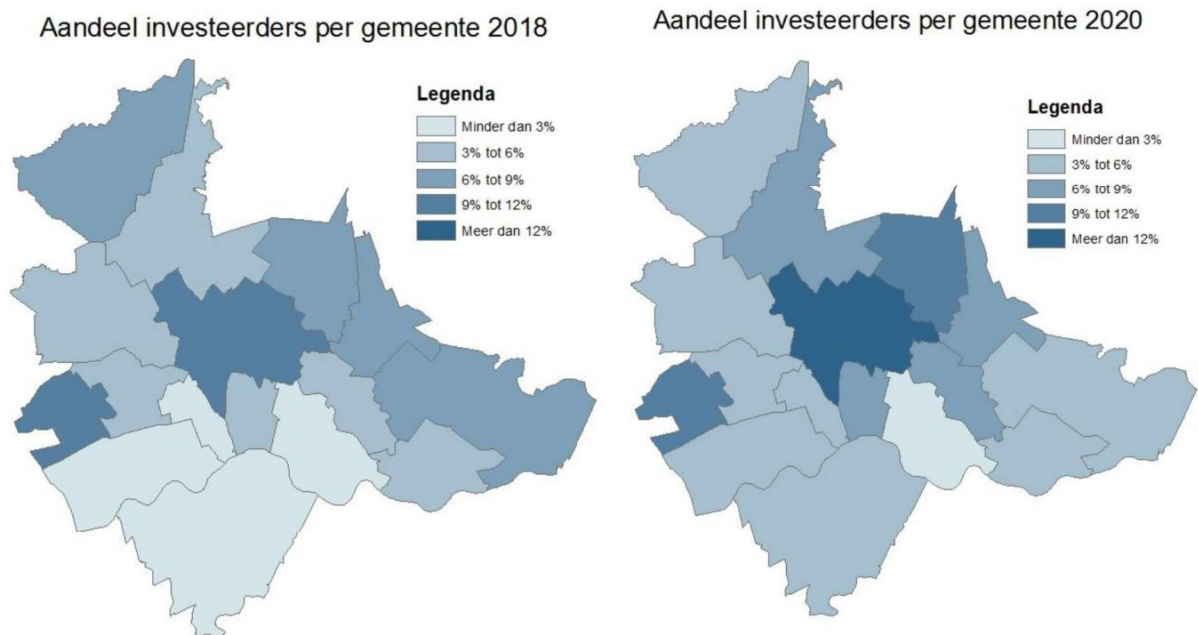 Aandeel investeerders per gemeente 2018
Legenda
Minder dan 3%
3% tot 6%
6% tot 9%
9% tot 12%
Meer dan 12%
Aandeel investeerders per gemeente 2020
Legenda
Minder dan 3%
3% tot 6%
6% tot 9%
9% tot 12%
Meer dan 12%